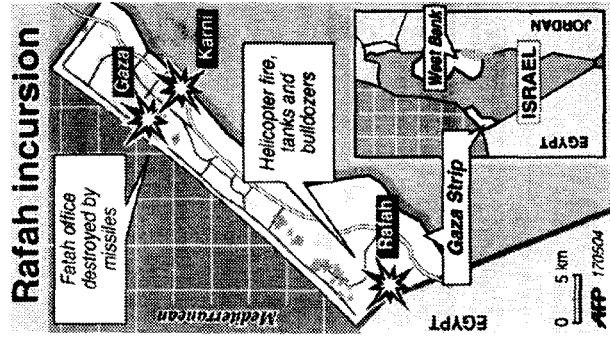 Rafah incursion
Fatah office
destroyed by
missiles
Gaza
Karni
Helicopter fire,
tanks and
bulldozers
Mediterranean
Rafah
Gaza Strip
EGYPT
5 km
AFP 170504
JORDAN
West Bank
ISRAEL
EGYPT